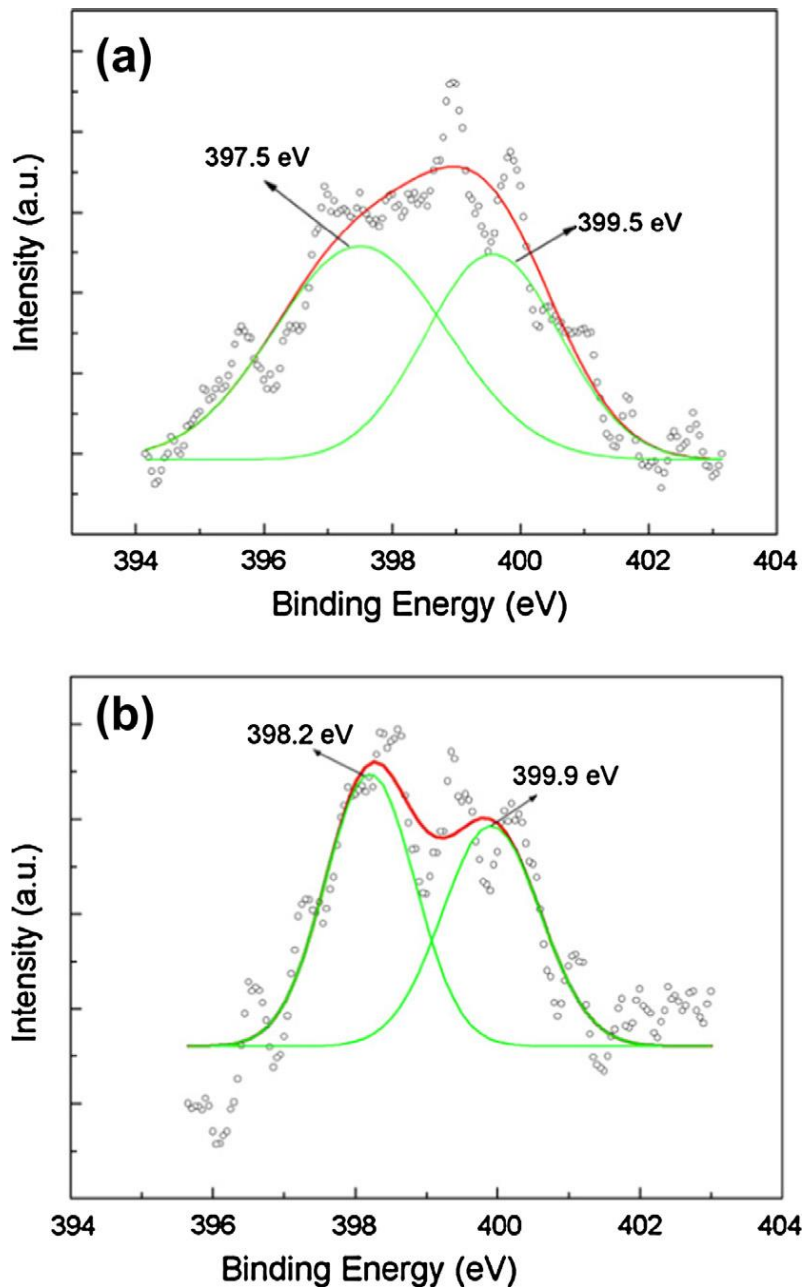 (a)
397.5 eV
399.5 eV
Intensity (a.u.)
394 396 398 400 402 404
Binding Energy (eV)
(b)
398.2 eV
399.9 eV
Intensity (a.u.)
394 396 398 400 402 404
Binding Energy (eV)